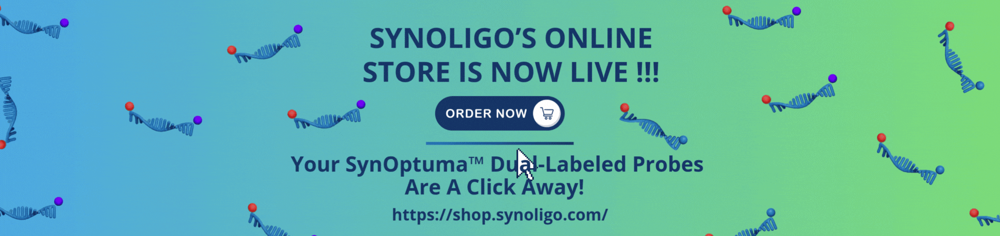 SYNOLIGO’S ONLINE
STORE IS NOW LIVE !!!
ORDER NOW
Your SynOptuma™ Dual-Labeled Probes
Are A Click Away!
https://shop.synoligo.com/